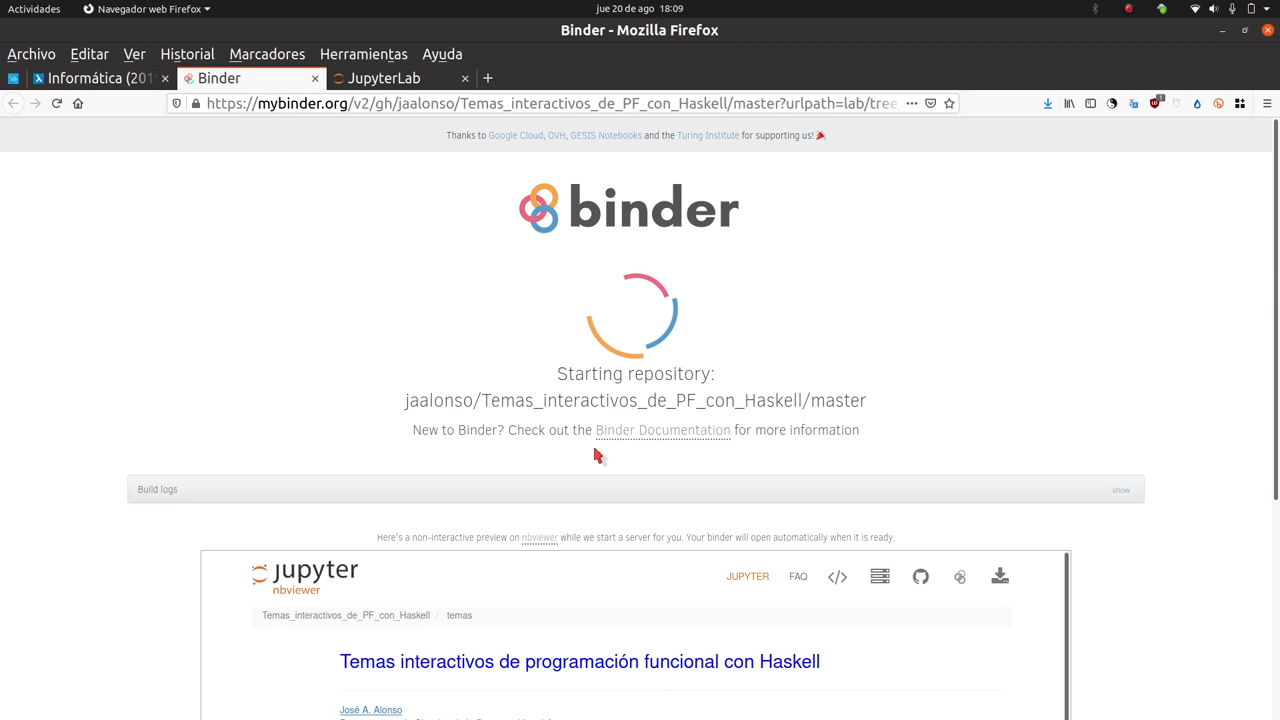 Actividades Navegador web Firefox jue 20 de ago 18:09
Binder - Mozilla Firefox
Archivo Editar Ver Historial Marcadores Herramientas Ayuda
Informática (201 Binder JupyterLab
https://mybinder.org/v2/gh/jaalonso/Temas_interactivos_de_PF_con_Haskell/master?urlpath=lab/tree
Thanks to Google Cloud, OVH, GESIS Notebooks and the Turing Institute for supporting us!
binder
Starting repository:
jaalonso/Temas_interactivos_de_PF_con_Haskell/master
New to Binder? Check out the Binder Documentation for more information
Build logs show
Here's a non-interactive preview on nbviewer while we start a server for you. Your binder will open automatically when it is ready.
jupyter
nbviewer
JUPYTER FAQ
Temas_interactivos_de_PF_con_Haskell / temas
Temas interactivos de programación funcional con Haskell
José A. Alonso